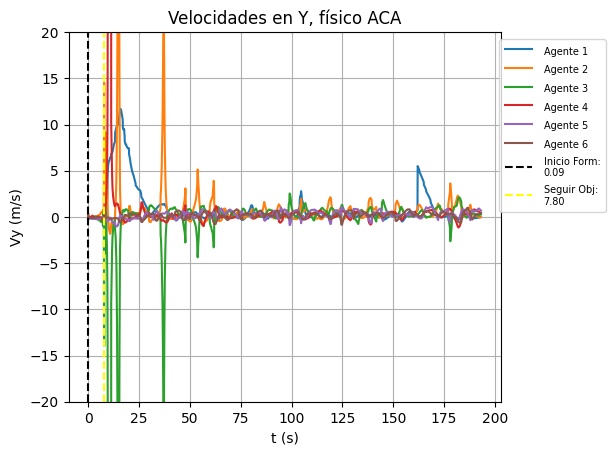 Velocidades en Y, físico ACA
Vy (m/s)
20
15
10
5
0
−5
−10
−15
−20
0
25
50
75
100
125
150
175
200
t (s)
Agente 1
Agente 2
Agente 3
Agente 4
Agente 5
Agente 6
Inicio Form:
0.09
Seguir Obj:
7.80